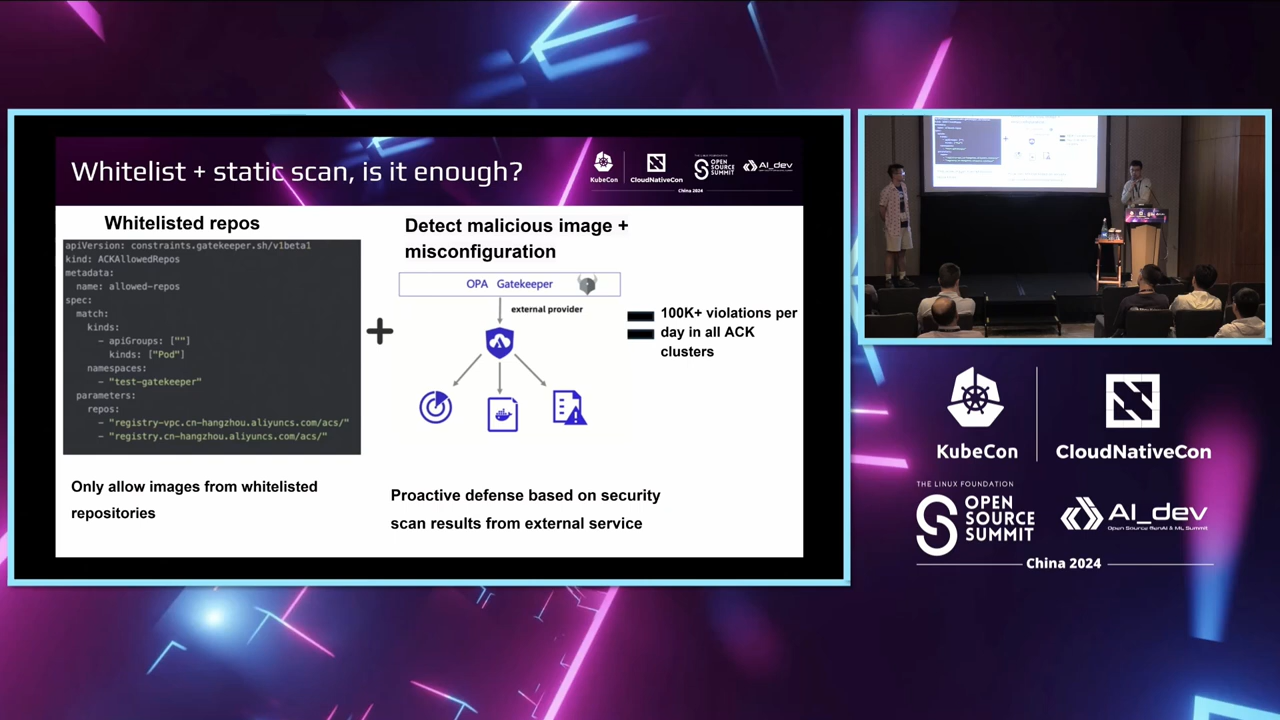 Whitelist + static scan, is it enough?
KubeCon
CloudNativeCon
THE LINUX FOUNDATION
OPEN
SOURCE
SUMMIT
AI_dev
China 2024
Whitelisted repos
apiVersion: constraints.gatekeeper.sh/v1beta1
kind: ACKAllowedRepos
metadata:
name: allowed-repos
spec:
match:
kinds:
- apiGroups: [""]
kinds: ["Pod"]
namespaces:
- "test-gatekeeper"
parameters:
repos:
- "registry-vpc.cn-hangzhou.aliyuncs.com/acs/"
- "registry.cn-hangzhou.aliyuncs.com/acs/"
Only allow images from whitelisted
repositories
Detect malicious image +
misconfiguration
OPA Gatekeeper
external provider
100K+ violations per
day in all ACK
clusters
Proactive defense based on security
scan results from external service
KubeCon
CloudNativeCon
THE LINUX FOUNDATION
OPEN
SOURCE
SUMMIT
AI_dev
Open Source GenAI & ML Summit
China 2024